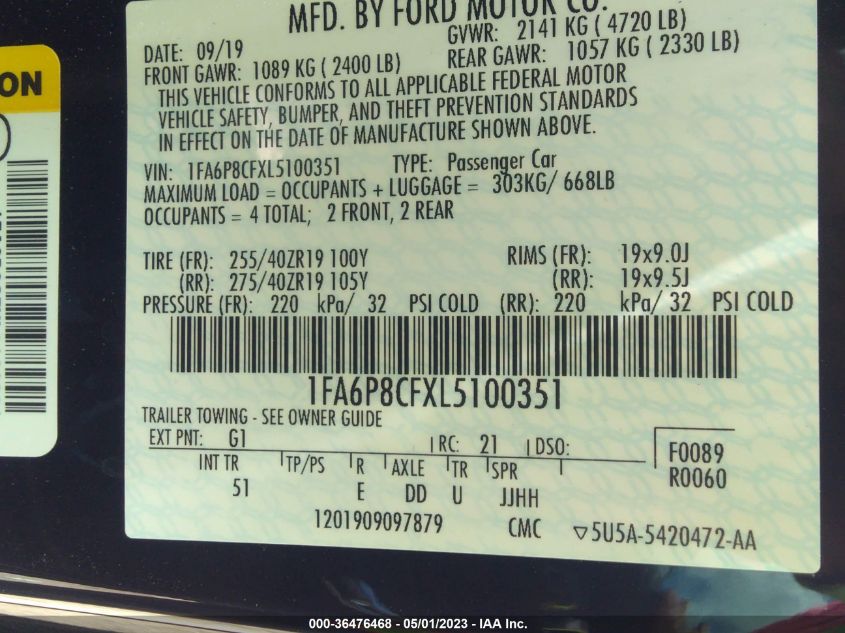 MFD. BY FORD MOTOR CO.
DATE: 09/19
GVWR: 2141 KG ( 4720 LB)
FRONT GAWR: 1089 KG ( 2400 LB)
REAR GAWR: 1057 KG ( 2330 LB)
THIS VEHICLE CONFORMS TO ALL APPLICABLE FEDERAL MOTOR
VEHICLE SAFETY, BUMPER, AND THEFT PREVENTION STANDARDS
IN EFFECT ON THE DATE OF MANUFACTURE SHOWN ABOVE.
VIN: 1FA6P8CFXL5100351 TYPE: Passenger Car
MAXIMUM LOAD = OCCUPANTS + LUGGAGE = 303KG/ 668LB
OCCUPANTS = 4 TOTAL; 2 FRONT, 2 REAR
TIRE (FR): 255/40ZR19 100Y RIMS (FR): 19x9.0J
(RR): 275/40ZR19 105Y (RR): 19x9.5J
PRESSURE (FR): 220 kPa/ 32 PSI COLD (RR): 220 kPa/ 32 PSI COLD
1FA6P8CFXL5100351
TRAILER TOWING - SEE OWNER GUIDE
EXT PNT: G1 RC: 21 DSO:
F0089
R0060
INT TR TP/PS R AXLE TR SPR
51 E DD U JJHH
1201909097879 CMC ▽5U5A-5420472-AA
ON
000-36476468 - 05/01/2023 - IAA Inc.